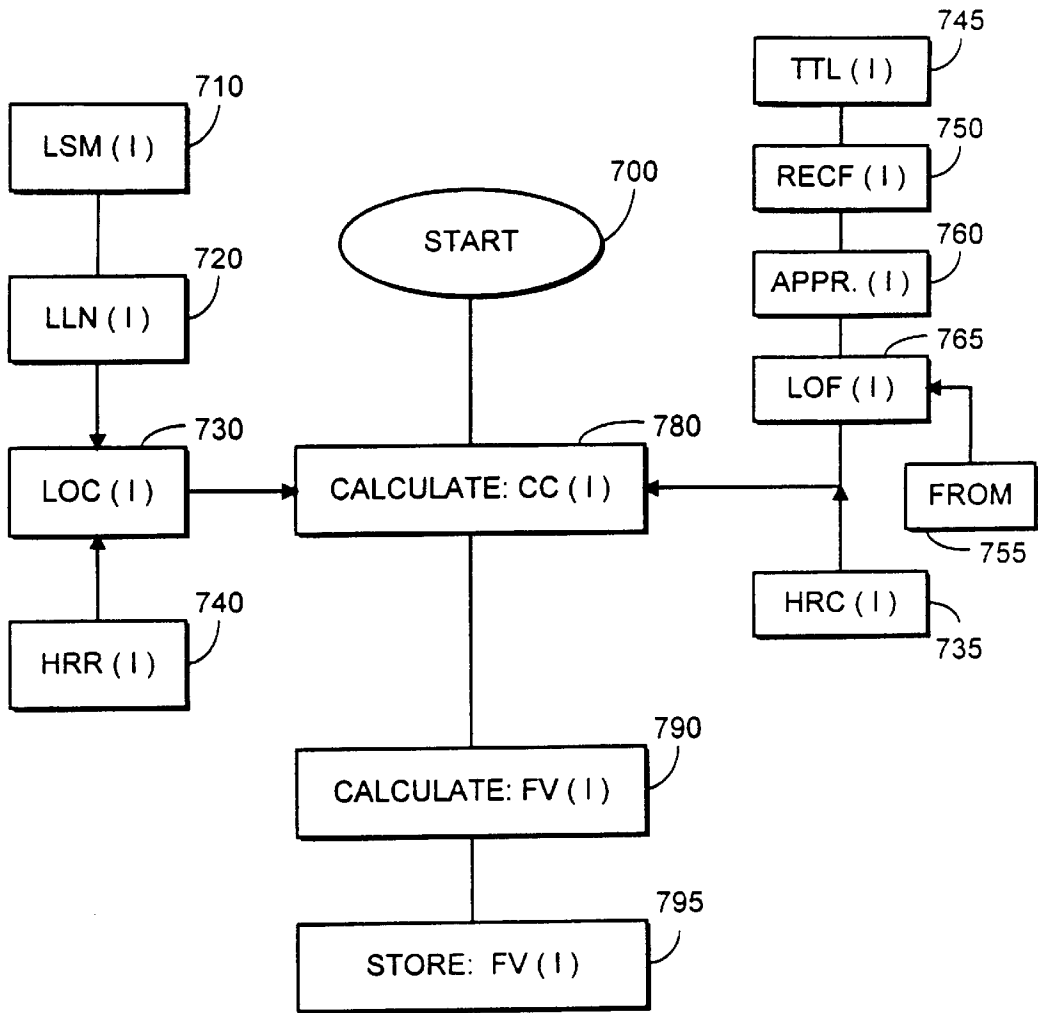 745
TTL ( I )
710
LSM ( I )
750
RECF ( I )
700
START
720
LLN ( I )
760
APPR. ( I )
765
LOF ( I )
730
LOC ( I )
780
CALCULATE: CC ( I )
FROM
755
740
HRR ( I )
HRC ( I )
735
790
CALCULATE: FV ( I )
795
STORE: FV ( I )